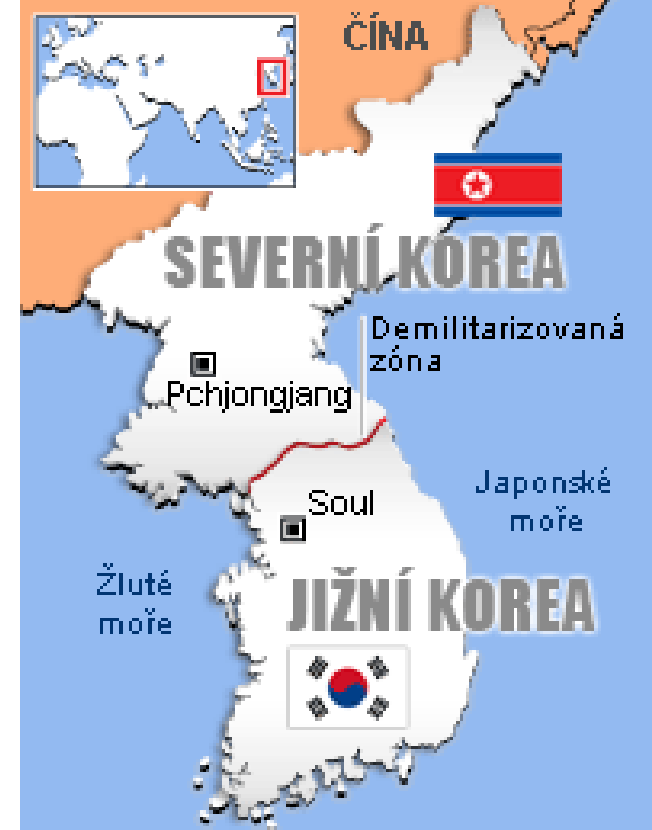 ČÍNA
SEVERNÍ KOREA
Demilitarizovaná
zóna
Pchjongjang
Soul
Japonské
moře
Žluté
moře
JIŽNÍ KOREA